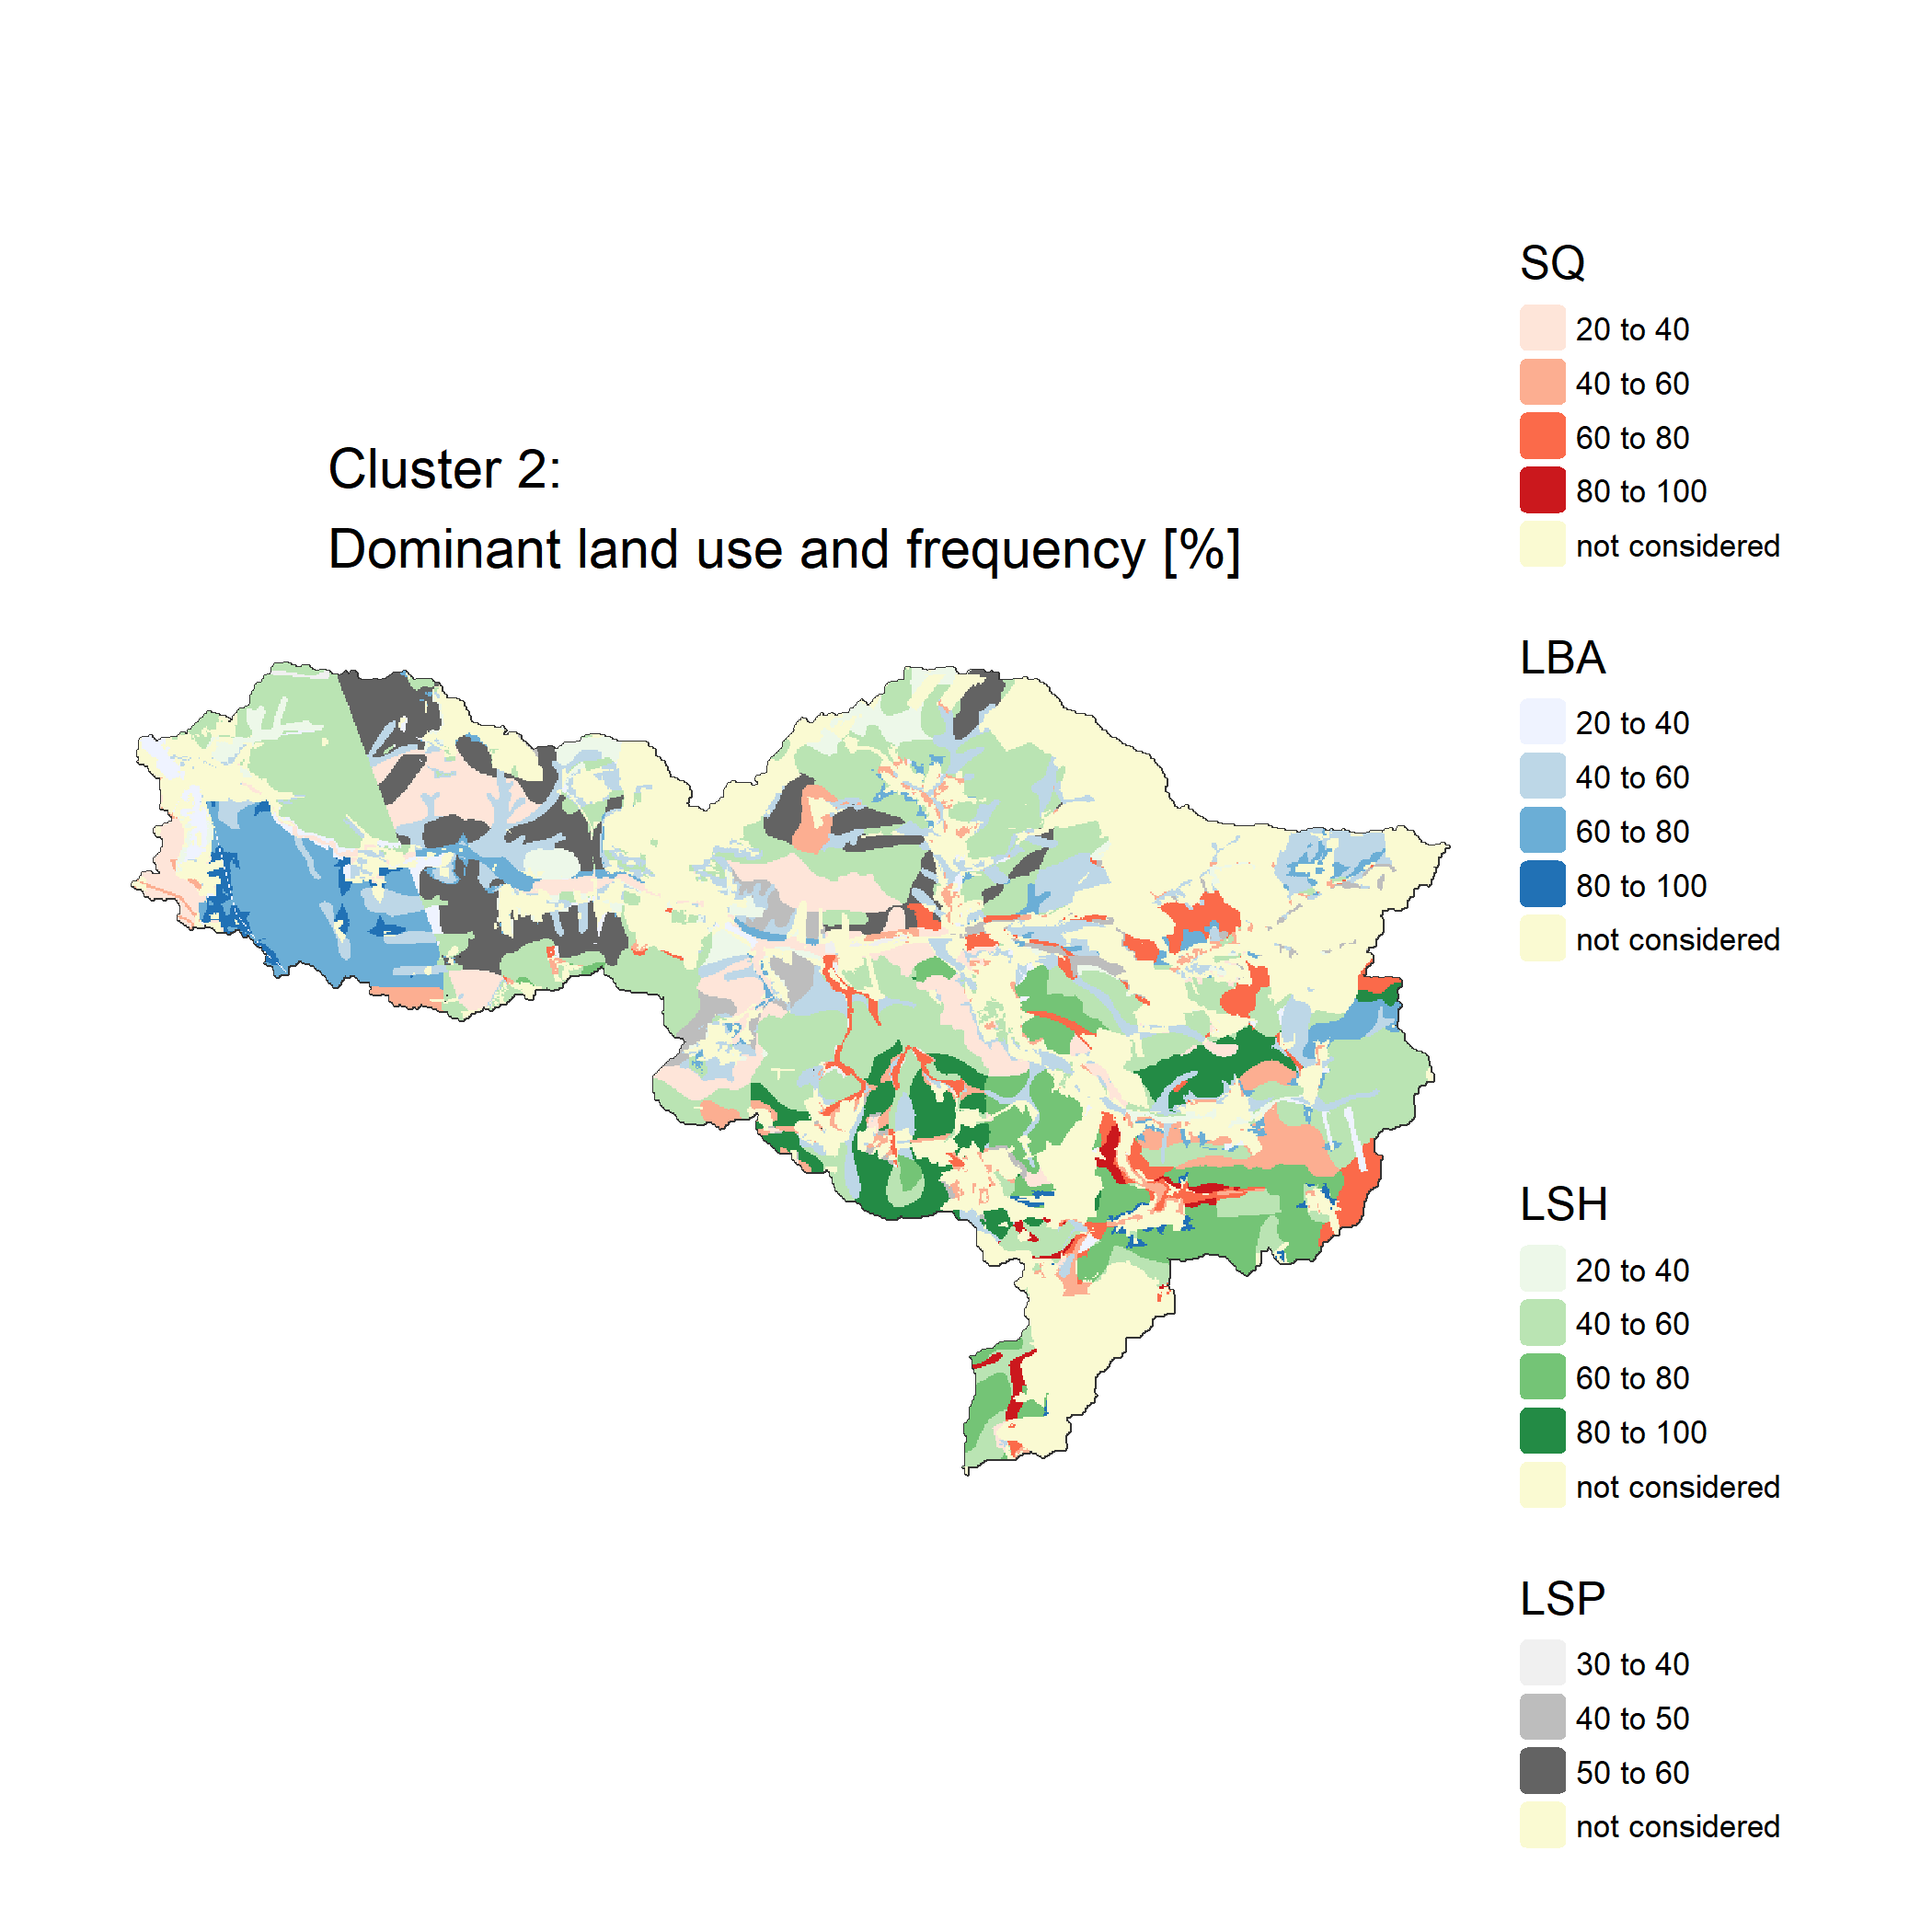 Cluster 2:
Dominant land use and frequency [%]
SQ
20 to 40
40 to 60
60 to 80
80 to 100
not considered
LBA
20 to 40
40 to 60
60 to 80
80 to 100
not considered
LSH
20 to 40
40 to 60
60 to 80
80 to 100
not considered
LSP
30 to 40
40 to 50
50 to 60
not considered